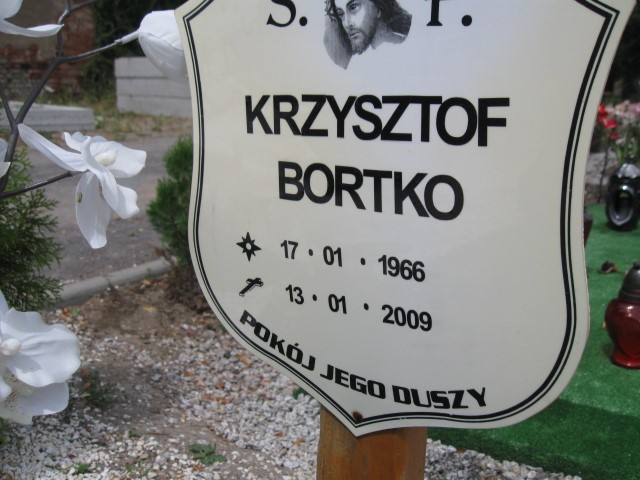 Ś. P.
KRZYSZTOF
BORTKO
17 · 01 · 1966
13 · 01 · 2009
POKÓJ JEGO DUSZY